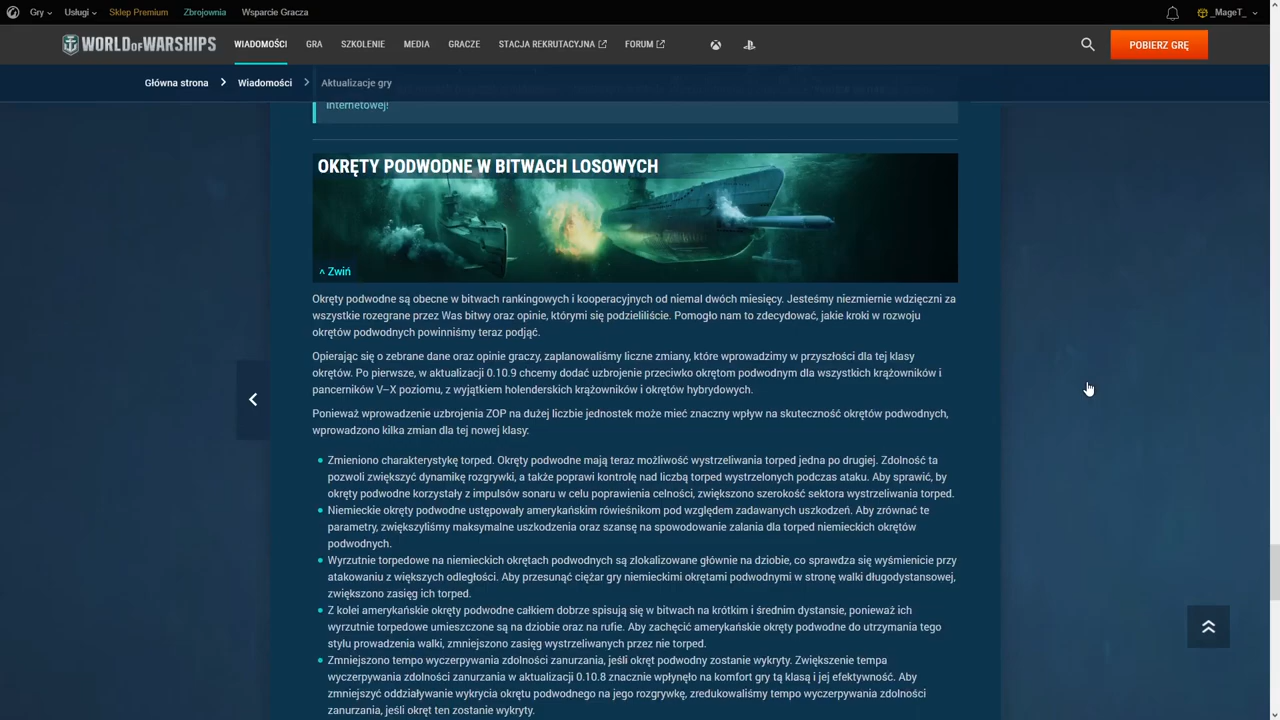 Gry
Usługi
Sklep Premium
Zbrojownia
Wsparcie Gracza
_MageT_
WORLD OF WARSHIPS
WIADOMOŚCI
GRA
SZKOLENIE
MEDIA
GRACZE
STACJA REKRUTACYJNA
FORUM
POBIERZ GRĘ
Główna strona
Wiadomości
Aktualizacje gry
internetowej!
OKRĘTY PODWODNE W BITWACH LOSOWYCH
^ Zwiń
Okręty podwodne są obecne w bitwach rankingowych i kooperacyjnych od niemal dwóch miesięcy. Jesteśmy niezmiernie wdzięczni za
wszystkie rozegrane przez Was bitwy oraz opinie, którymi się podzieliliście. Pomogło nam to zdecydować, jakie kroki w rozwoju
okrętów podwodnych powinniśmy teraz podjąć.
Opierając się o zebrane dane oraz opinie graczy, zaplanowaliśmy liczne zmiany, które wprowadzimy w przyszłości dla tej klasy
okrętów. Po pierwsze, w aktualizacji 0.10.9 chcemy dodać uzbrojenie przeciwko okrętom podwodnym dla wszystkich krążowników i
pancerników V–X poziomu, z wyjątkiem holenderskich krążowników i okrętów hybrydowych.
Ponieważ wprowadzenie uzbrojenia ZOP na dużej liczbie jednostek może mieć znaczny wpływ na skuteczność okrętów podwodnych,
wprowadzono kilka zmian dla tej nowej klasy:
Zmieniono charakterystykę torped. Okręty podwodne mają teraz możliwość wystrzeliwania torped jedna po drugiej. Zdolność ta
pozwoli zwiększyć dynamikę rozgrywki, a także poprawi kontrolę nad liczbą torped wystrzelonych podczas ataku. Aby sprawić, by
okręty podwodne korzystały z impulsów sonaru w celu poprawienia celności, zwiększono szerokość sektora wystrzeliwania torped.
Niemieckie okręty podwodne ustępowały amerykańskim rówieśnikom pod względem zadawanych uszkodzeń. Aby zrównać te
parametry, zwiększyliśmy maksymalne uszkodzenia oraz szansę na spowodowanie zalania dla torped niemieckich okrętów
podwodnych.
Wyrzutnie torpedowe na niemieckich okrętach podwodnych są zlokalizowane głównie na dziobie, co sprawdza się wyśmienicie przy
atakowaniu z większych odległości. Aby przesunąć ciężar gry niemieckimi okrętami podwodnymi w stronę walki długodystansowej,
zwiększono zasięg ich torped.
Z kolei amerykańskie okręty podwodne całkiem dobrze spisują się w bitwach na krótkim i średnim dystansie, ponieważ ich
wyrzutnie torpedowe umieszczone są na dziobie oraz na rufie. Aby zachęcić amerykańskie okręty podwodne do utrzymania tego
stylu prowadzenia walki, zmniejszono zasięg wystrzeliwanych przez nie torped.
Zmniejszono tempo wyczerpywania zdolności zanurzania, jeśli okręt podwodny zostanie wykryty. Zwiększenie tempa
wyczerpywania zdolności zanurzania w aktualizacji 0.10.8 znacznie wpłynęło na komfort gry tą klasą i jej efektywność. Aby
zmniejszyć oddziaływanie wykrycia okrętu podwodnego na jego rozgrywkę, zredukowaliśmy tempo wyczerpywania zdolności
zanurzania, jeśli okręt ten zostanie wykryty.